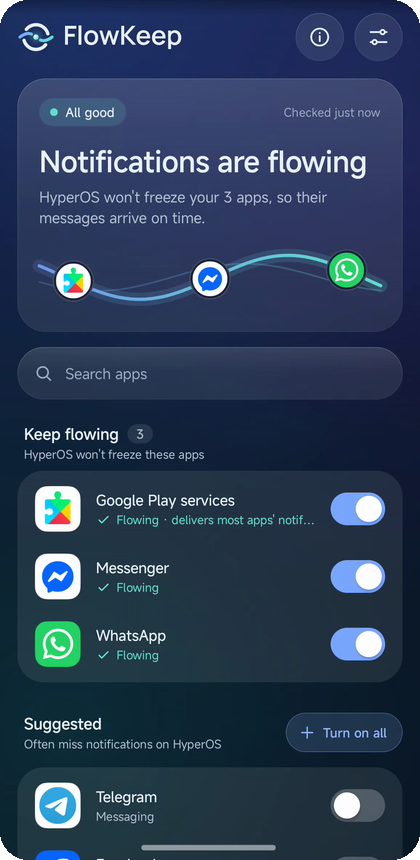 FlowKeep
All good
Checked just now
Notifications are flowing
HyperOS won't freeze your 3 apps, so their
messages arrive on time.
Search apps
Keep flowing 3
HyperOS won't freeze these apps
Google Play services
Flowing · delivers most apps' notif...
Messenger
Flowing
WhatsApp
Flowing
Suggested
Often miss notifications on HyperOS
Turn on all
Telegram
Messaging